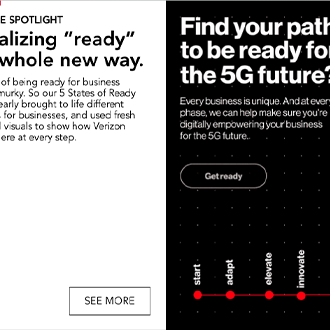 E SPOTLIGHT
alizing ”ready”
whole new way.
of being ready for business
murky. So our 5 States of Ready
early brought to life different
for businesses, and used fresh
visuals to show how Verizon
ere at every step.
SEE MORE
Find your path
to be ready for
the 5G future?
Every business is unique. And at every
phase, we can help make sure you're
digitally empowering your business
for the 5G future..
Get ready
start
adapt
elevate
innovate